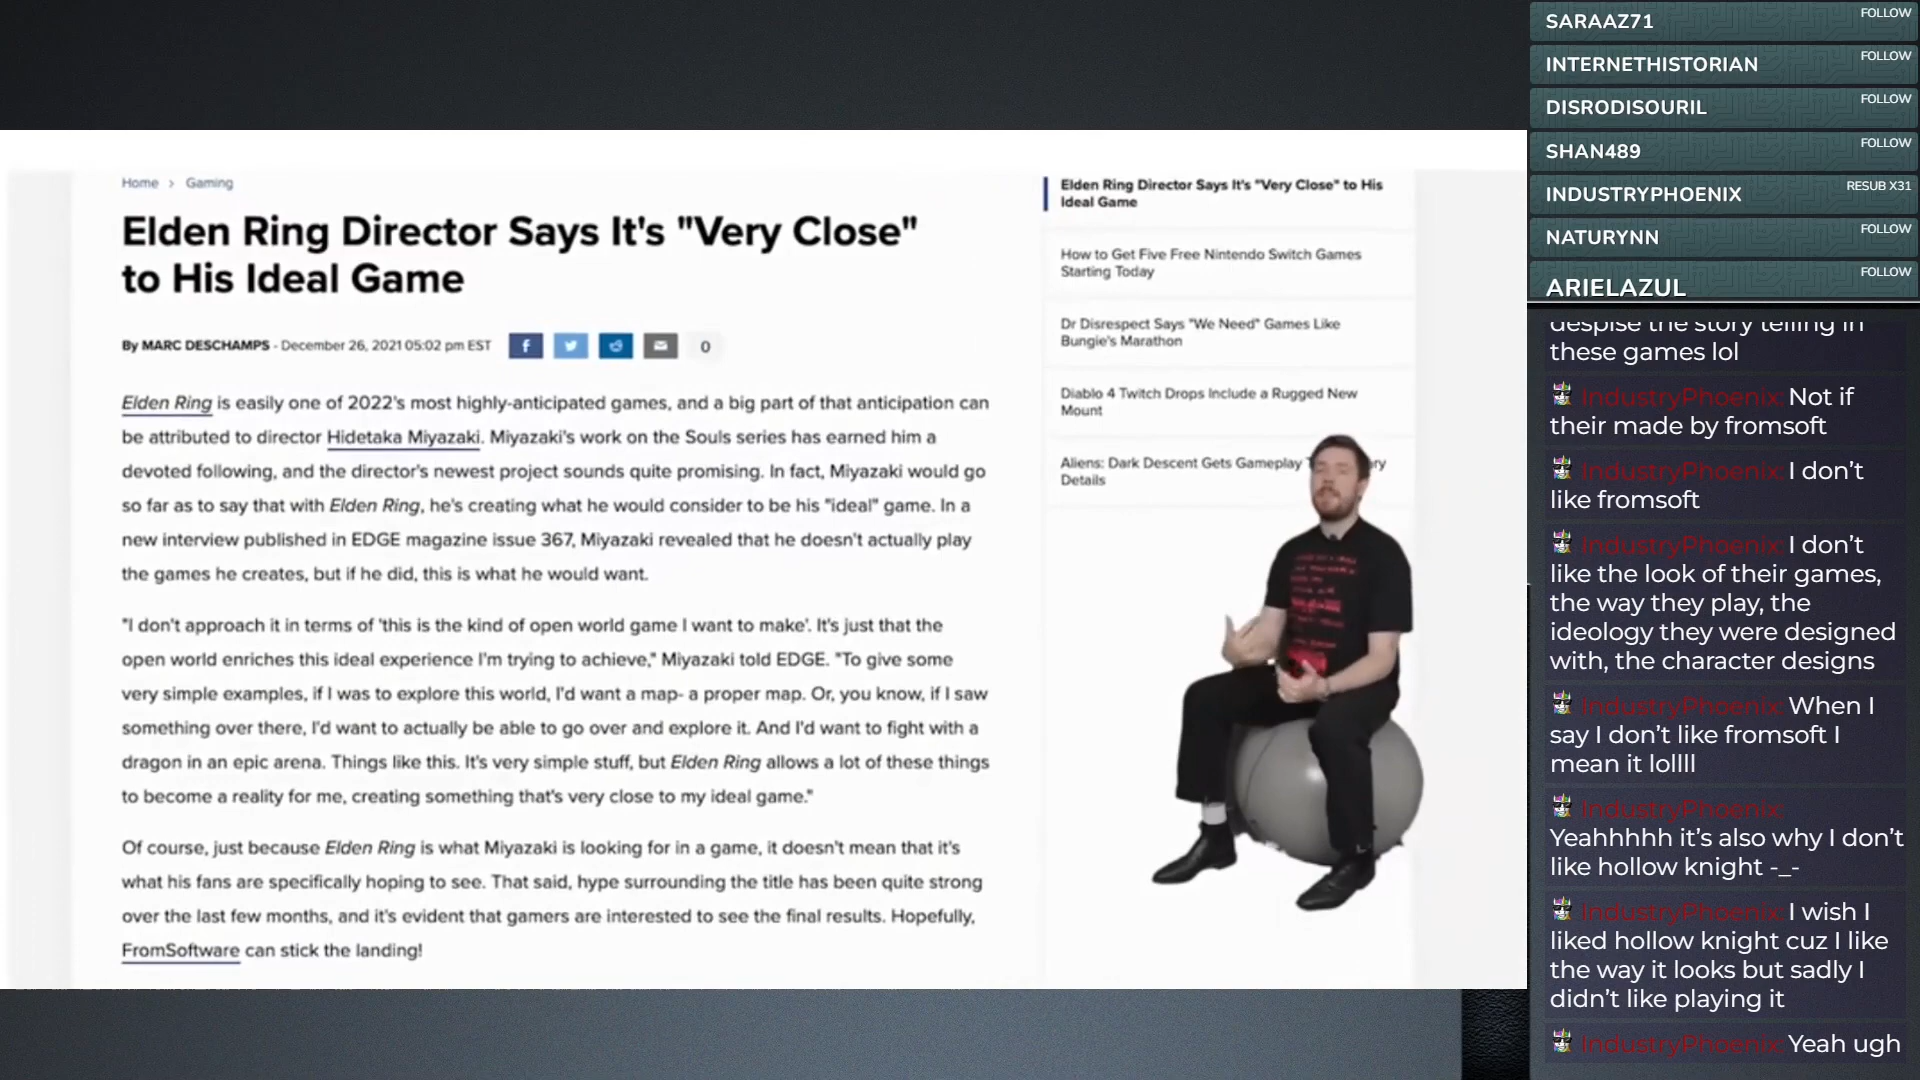 Home > Gaming
Elden Ring Director Says It's "Very Close"
to His Ideal Game
By MARC DESCHAMPS - December 26, 2021 05:02 pm EST
0
Elden Ring is easily one of 2022's most highly-anticipated games, and a big part of that anticipation can
be attributed to director Hidetaka Miyazaki. Miyazaki's work on the Souls series has earned him a
devoted following, and the director's newest project sounds quite promising. In fact, Miyazaki would go
so far as to say that with Elden Ring, he's creating what he would consider to be his "ideal" game. In a
new interview published in EDGE magazine issue 367, Miyazaki revealed that he doesn't actually play
the games he creates, but if he did, this is what he would want.
"I don't approach it in terms of 'this is the kind of open world game I want to make'. It's just that the
open world enriches this ideal experience I'm trying to achieve," Miyazaki told EDGE. "To give some
very simple examples, if I was to explore this world, I'd want a map- a proper map. Or, you know, if I saw
something over there, I'd want to actually be able to go over and explore it. And I'd want to fight with a
dragon in an epic arena. Things like this. It's very simple stuff, but Elden Ring allows a lot of these things
to become a reality for me, creating something that's very close to my ideal game."
Of course, just because Elden Ring is what Miyazaki is looking for in a game, it doesn't mean that it's
what his fans are specifically hoping to see. That said, hype surrounding the title has been quite strong
over the last few months, and it's evident that gamers are interested to see the final results. Hopefully,
FromSoftware can stick the landing!
Elden Ring Director Says It's "Very Close" to His
Ideal Game
How to Get Five Free Nintendo Switch Games
Starting Today
Dr Disrespect Says "We Need" Games Like
Bungie's Marathon
Diablo 4 Twitch Drops Include a Rugged New
Mount
Aliens: Dark Descent Gets Gameplay
Details
SARAAZ71 FOLLOW
INTERNETHISTORIAN FOLLOW
DISRODISOURIL FOLLOW
SHAN489 FOLLOW
INDUSTRYPHOENIX RESUB X31
NATURYNN FOLLOW
ARIELAZUL FOLLOW
despise the story telling in
these games lol
IndustryPhoenix: Not if
their made by fromsoft
IndustryPhoenix: I don't
like fromsoft
IndustryPhoenix: I don't
like the look of their games,
the way they play, the
ideology they were designed
with, the character designs
IndustryPhoenix: When I
say I don't like fromsoft I
mean it lollll
IndustryPhoenix:
Yeahhhhh it's also why I don't
like hollow knight -_-
IndustryPhoenix: I wish I
liked hollow knight cuz I like
the way it looks but sadly I
didn't like playing it
IndustryPhoenix: Yeah ugh